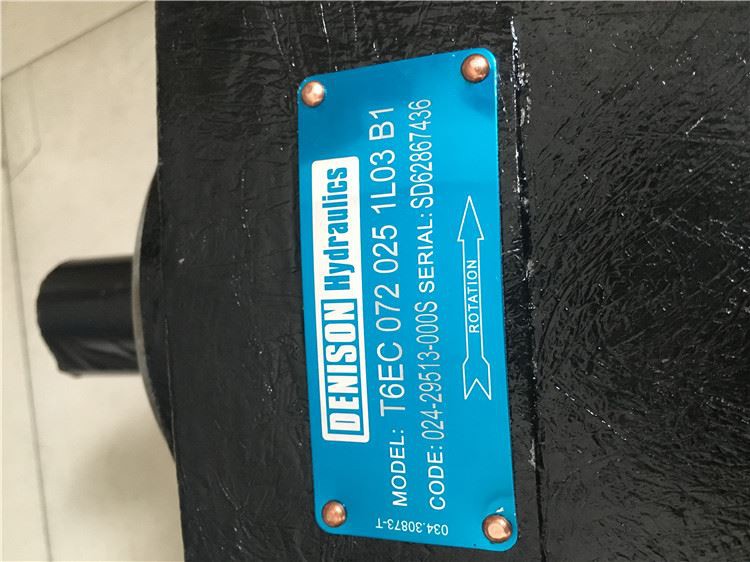 DENISON Hydraulics
MODEL: T6EC 072 025 1L03 B1
CODE: 024-29513-000S SERIAL: SD62867436
034.30873-T
ROTATION